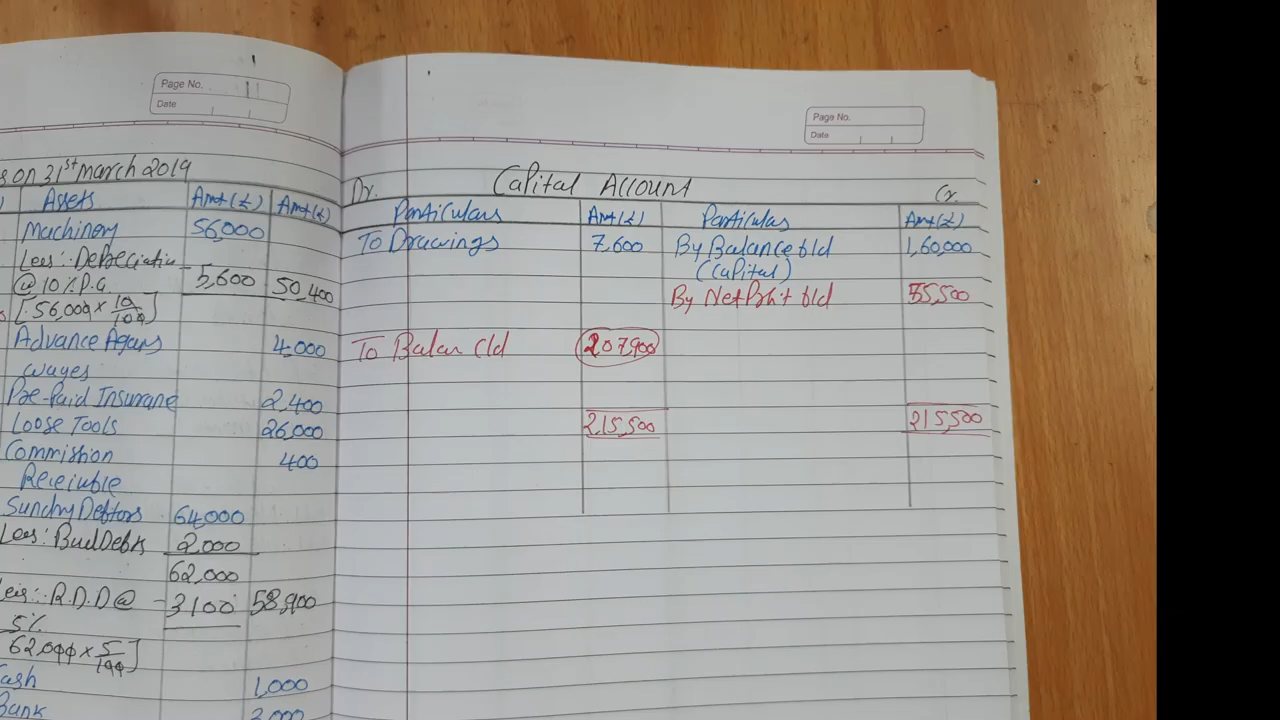 Page No. 11
Date
s on 31st march 2019
Assets Amt(₹) Amt(₹)
Machinery 56,000
Less:. Depreciation
@ 10% P.a. 5,600 50,400
[56,000 × 10/100]
Advance Against 4,000
wages
Pre-Paid Insurance 2,400
Loose Tools 26,000
Commission 400
Receivable
Sundry Debtors 64,000
Less: Bad Debts 2,000
62,000
R.D.D @ -3100 58,900
5%
62,000 × 5/100]
ash 1,000
Bank
Page No.
Date
Capital Account
Dr. Cr.
Particulars Amt(₹) Particulars Amt(₹)
To Drawings 7,600 By Balance b/d 1,60,000
(Capital)
By Net Profit b/d 55,500
To Balan C/d 207,900
2,15,500 215,500